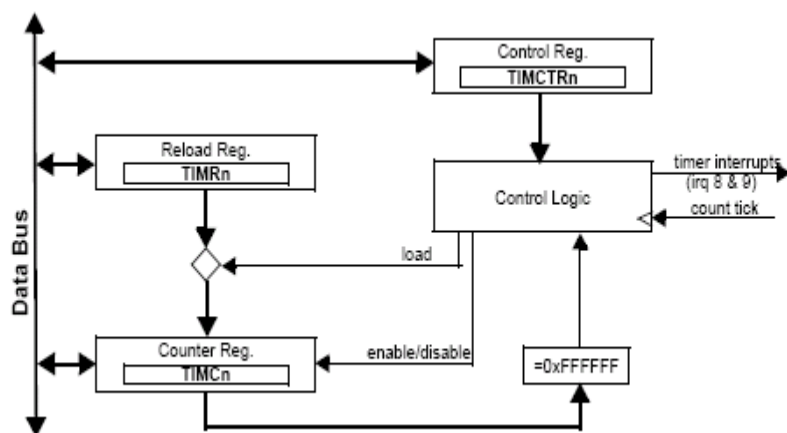 Control Reg.
TIMCTRn
Reload Reg.
TIMRn
timer interrupts
(irq 8 & 9)
Control Logic
count tick
load
Data Bus
Counter Reg.
TIMCn
enable/disable
=0xFFFFFF